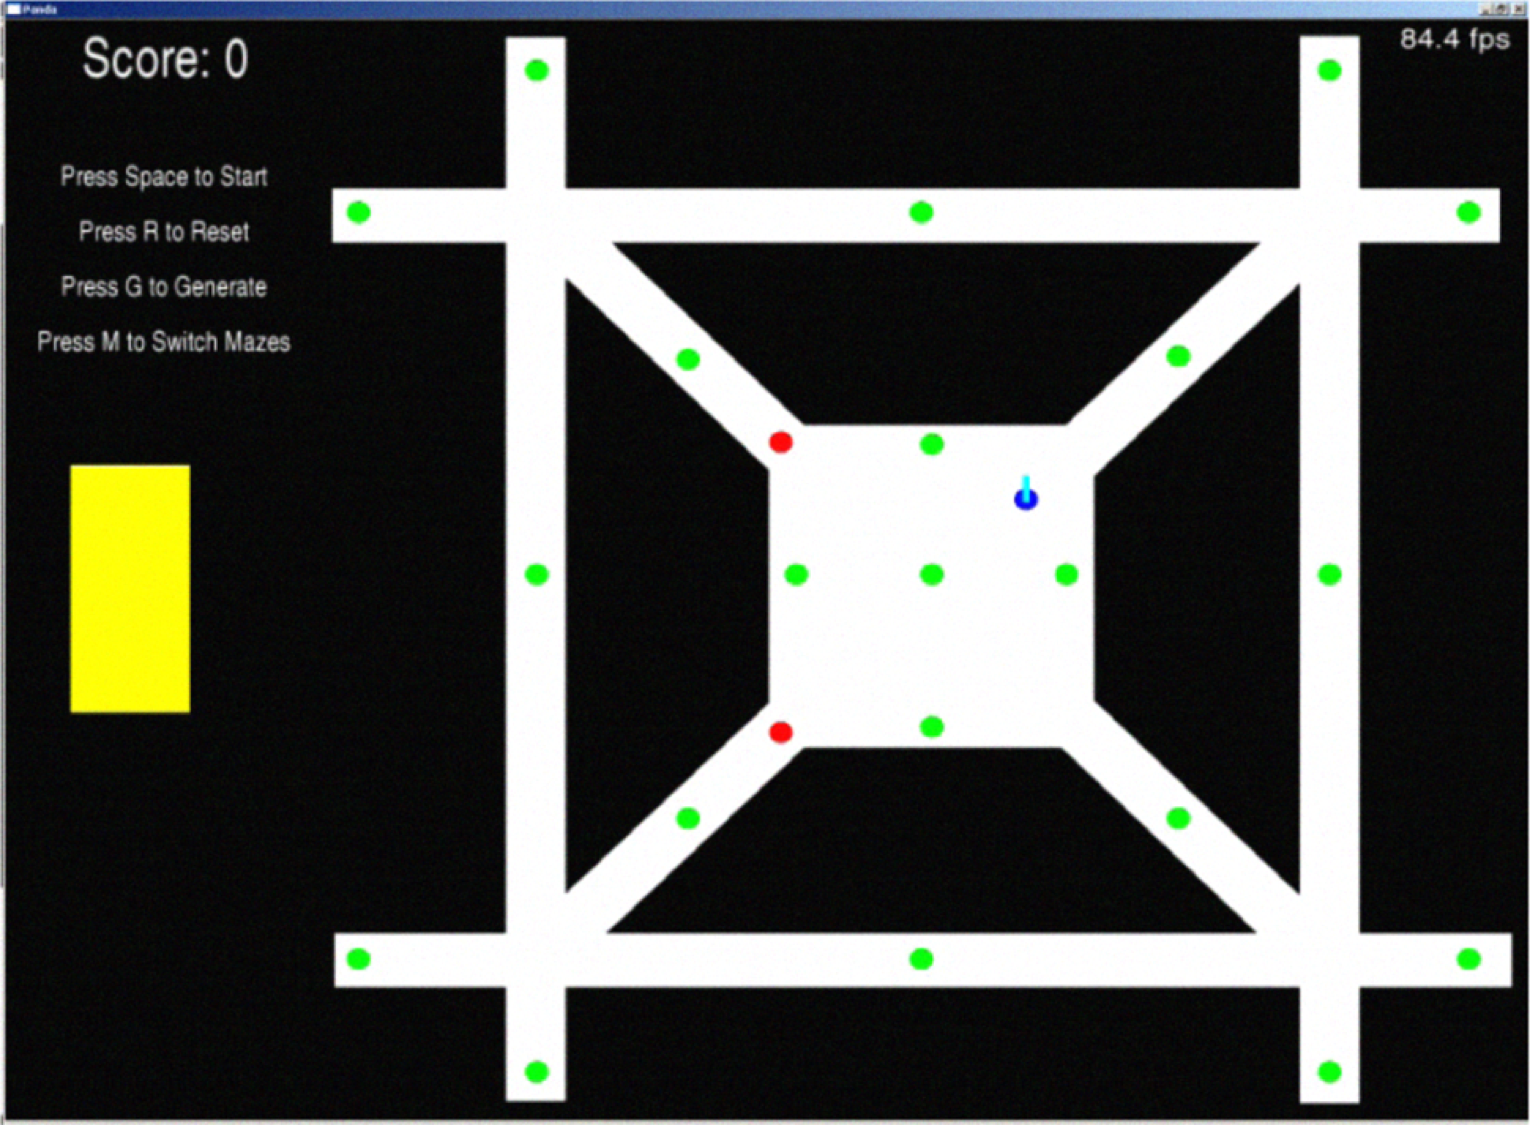 Panda
Score: 0
84.4 fps
Press Space to Start
Press R to Reset
Press G to Generate
Press M to Switch Mazes